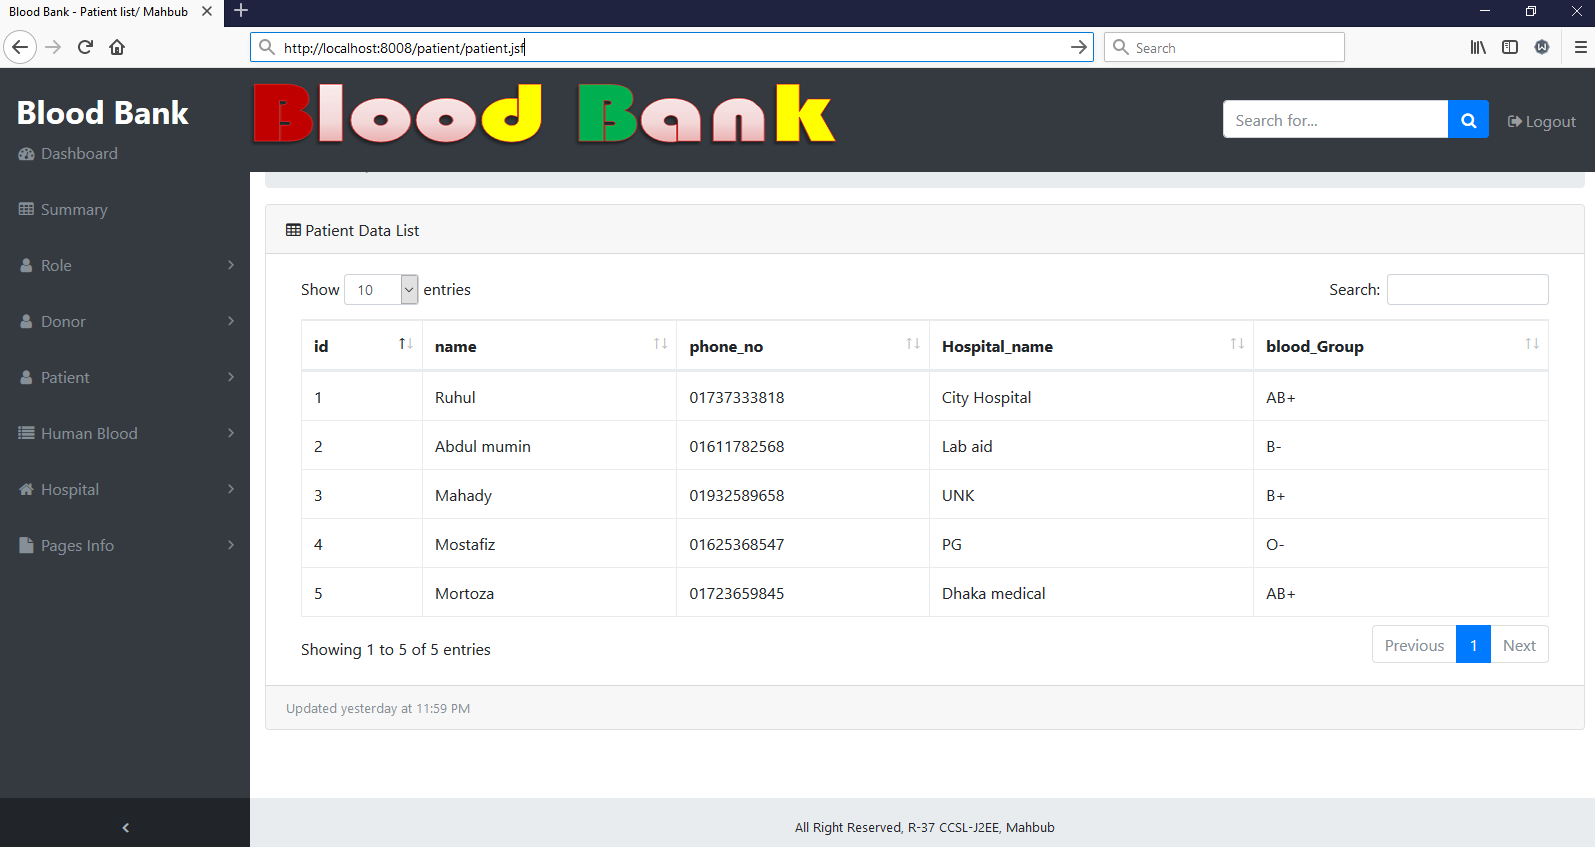 Blood Bank - Patient list/ Mahbub
http://localhost:8008/patient/patient.jsf
Search
Blood Bank
Blood Bank
Search for...
Logout
Dashboard
Summary
Role
Donor
Patient
Human Blood
Hospital
Pages Info
Patient Data List
Show 10 entries
Search:
id name phone_no Hospital_name blood_Group
1 Ruhul 01737333818 City Hospital AB+
2 Abdul mumin 01611782568 Lab aid B-
3 Mahady 01932589658 UNK B+
4 Mostafiz 01625368547 PG O-
5 Mortoza 01723659845 Dhaka medical AB+
Showing 1 to 5 of 5 entries
Previous 1 Next
Updated yesterday at 11:59 PM
All Right Reserved, R-37 CCSL-J2EE, Mahbub